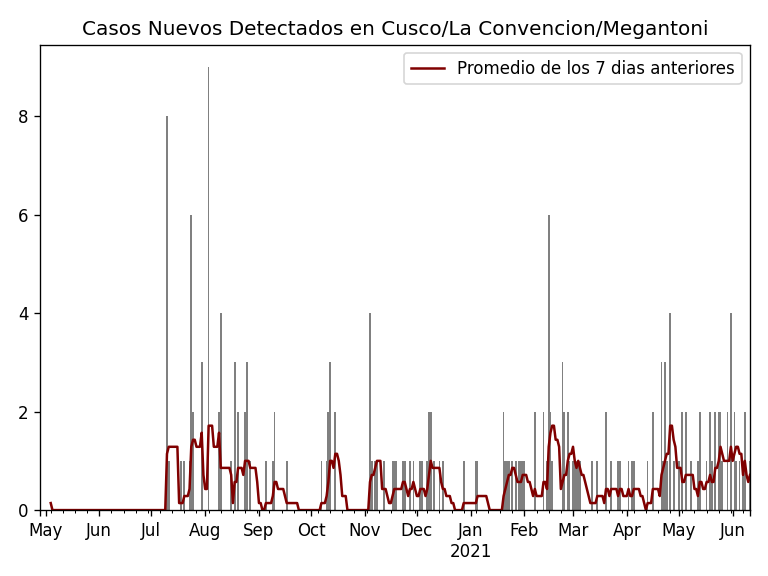 Casos Nuevos Detectados en Cusco/La Convencion/Megantoni
Promedio de los 7 dias anteriores
8
6
4
2
0
May Jun Jul Aug Sep Oct Nov Dec Jan Feb Mar Apr May Jun
2021